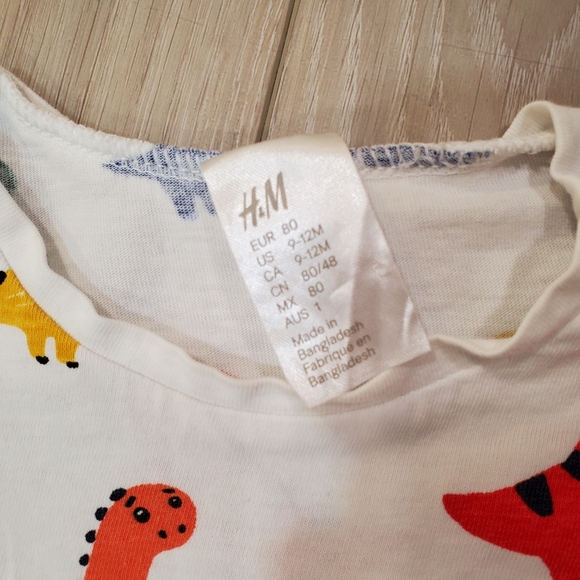 H&M
EUR 80
US 9-12M
CA 9-12M
CN 80/48
MX 80
AUS 1
Made in
Bangladesh
Fabriqué en
Bangladesh